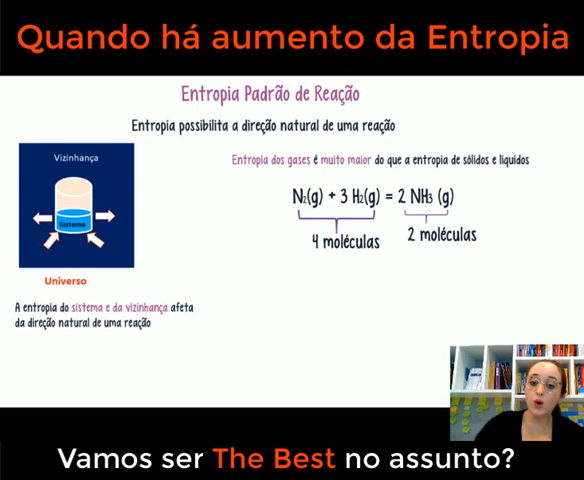 Quando há aumento da Entropia
Entropia Padrão de Reação
Entropia possibilita a direção natural de uma reação
Vizinhança
Sistema
Universo
A entropia do sistema e da vizinhança afeta
da direção natural de uma reação
Entropia dos gases é muito maior do que a entropia de sólidos e líquidos
N₂(g) + 3 H₂(g) = 2 NH₃ (g)
4 moléculas
2 moléculas
Vamos ser The Best no assunto?